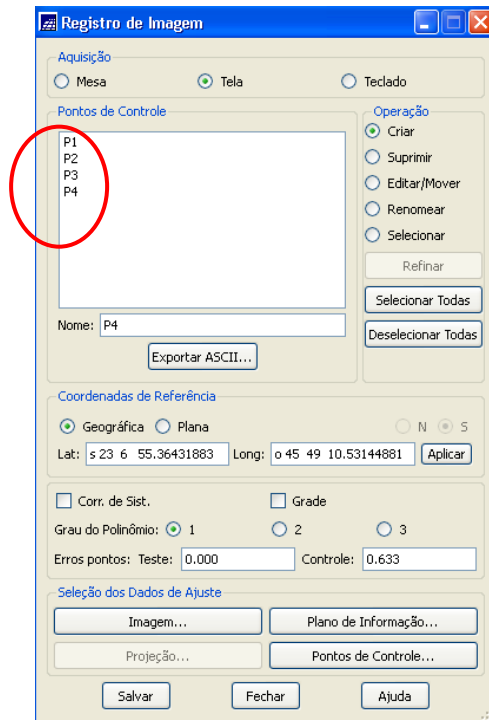 Registro de Imagem
Aquisição
Mesa Tela Teclado
Pontos de Controle
P1
P2
P3
P4
Nome: P4
Exportar ASCII...
Operação
Criar
Suprimir
Editar/Mover
Renomear
Selecionar
Refinar
Selecionar Todas
Deselecionar Todas
Coordenadas de Referência
Geográfica Plana N S
Lat: s 23 6 55.36431883 Long: o 45 49 10.53144881 Aplicar
Corr. de Sist. Grade
Grau do Polinômio: 1 2 3
Erros pontos: Teste: 0.000 Controle: 0.633
Seleção dos Dados de Ajuste
Imagem... Plano de Informação...
Projeção... Pontos de Controle...
Salvar Fechar Ajuda